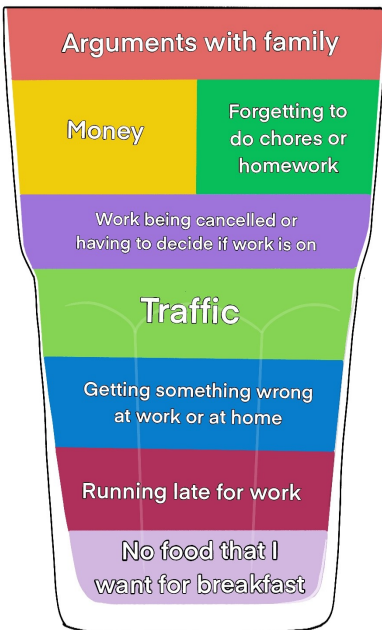 Arguments with family
Money
Forgetting to
do chores or
homework
Work being cancelled or
having to decide if work is on
Traffic
Getting something wrong
at work or at home
Running late for work
No food that I
want for breakfast